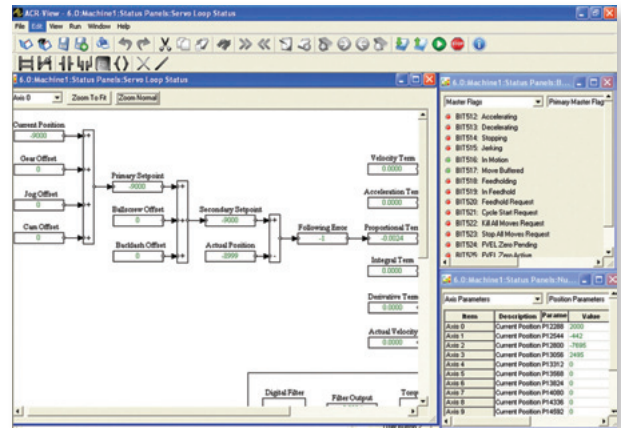 ACR-View - 6.0:Machine1:Status Panels:Servo Loop Status
File Edit View Run Window Help
6.0:Machine1:Status Panels:Servo Loop Status
Axis 0 Zoom To Fit Zoom Normal
Current Position
-9000
Gear Offset
0
Jog Offset
0
Cam Offset
0
Primary Setpoint
-9000
Ballscrew Offset
0
Backlash Offset
0
Secondary Setpoint
-9000
Actual Position
-8999
Following Error
-1
Velocity Term
0.0000
Acceleration Ter
0.0000
Proportional Ter
-0.0024
Integral Term
0.0000
Derivative Term
0.0000
Actual Velocity
0.0000
Digital Filter
Filter Output
Torq
6.0:Machine1:Status Panels:B...
Master Flags Primary Master Flag
BIT512: Accelerating
BIT513: Decelerating
BIT514: Stopping
BIT515: Jerking
BIT516: In Motion
BIT517: Move Buffered
BIT518: Feedholding
BIT519: In Feedhold
BIT520: Feedhold Request
BIT521: Cycle Start Request
BIT522: Kill All Moves Request
BIT523: Stop All Moves Request
BIT524: FVEL Zero Pending
BIT525: FVEL Zero Active
6.0:Machine1:Status Panels:Nu...
Axis Parameters Position Parameters
Item Description Parame Value
Axis 0 Current Position P12288 2000
Axis 1 Current Position P12544 -442
Axis 2 Current Position P12800 -7695
Axis 3 Current Position P13056 2495
Axis 4 Current Position P13312 0
Axis 5 Current Position P13568 0
Axis 6 Current Position P13824 0
Axis 7 Current Position P14080 0
Axis 8 Current Position P14336 0
Axis 9 Current Position P14592 0